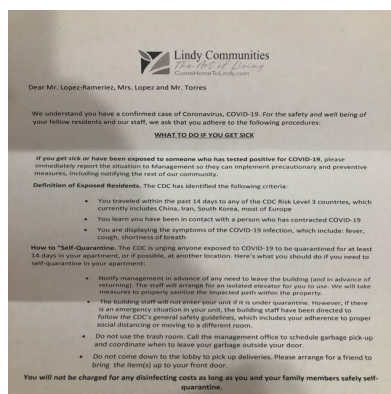 Lindy Communities
The Art of Living
ComeHomeToLindy.com
Dear Mr. Lopez-Rameriez, Mrs. Lopez and Mr. Torres
We understand you have a confirmed case of Coronavirus, COVID-19. For the safety and well being of
your fellow residents and our staff, we ask that you adhere to the following procedures:
WHAT TO DO IF YOU GET SICK
If you get sick or have been exposed to someone who has tested positive for COVID-19, please
immediately report the situation to Management so they can implement precautionary and preventive
measures, including notifying the rest of our community.
Definition of Exposed Residents. The CDC has identified the following criteria:
• You traveled within the past 14 days to any of the CDC Risk Level 3 countries, which
currently includes China, Iran, South Korea, most of Europe
• You learn you have been in contact with a person who has contracted COVID-19
• You are displaying the symptoms of the COVID-19 infection, which include: fever,
cough, shortness of breath
How to "Self-Quarantine. The CDC is urging anyone exposed to COVID-19 to be quarantined for at least
14 days in your apartment, or if possible, at another location. Here's what you should do if you need to
self-quarantine in your apartment:
• Notify management in advance of any need to leave the building (and in advance of
returning). The staff will arrange for an isolated elevator for you to use. We will take
measures to properly sanitize the impacted path within the property.
• The building staff will not enter your unit if it is under quarantine. However, if there
is an emergency situation in your unit, the building staff have been directed to
follow the CDC's general safety guidelines, which includes your adherence to proper
social distancing or moving to a different room.
• Do not use the trash room. Call the management office to schedule garbage pick-up
and coordinate when to leave your garbage outside your door.
• Do not come down to the lobby to pick up deliveries. Please arrange for a friend to
bring the item(s) up to your front door.
You will not be charged for any disinfecting costs as long as you and your family members safely self-
quarantine.